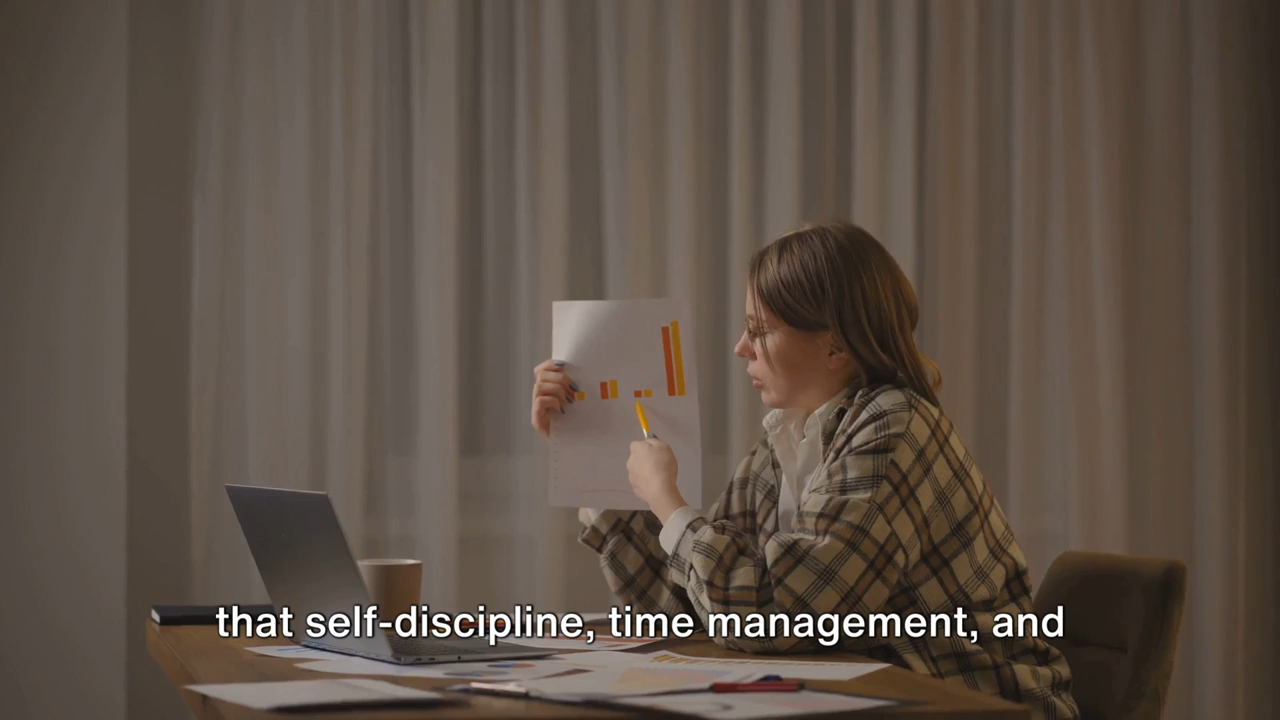 that self-discipline, time management, and